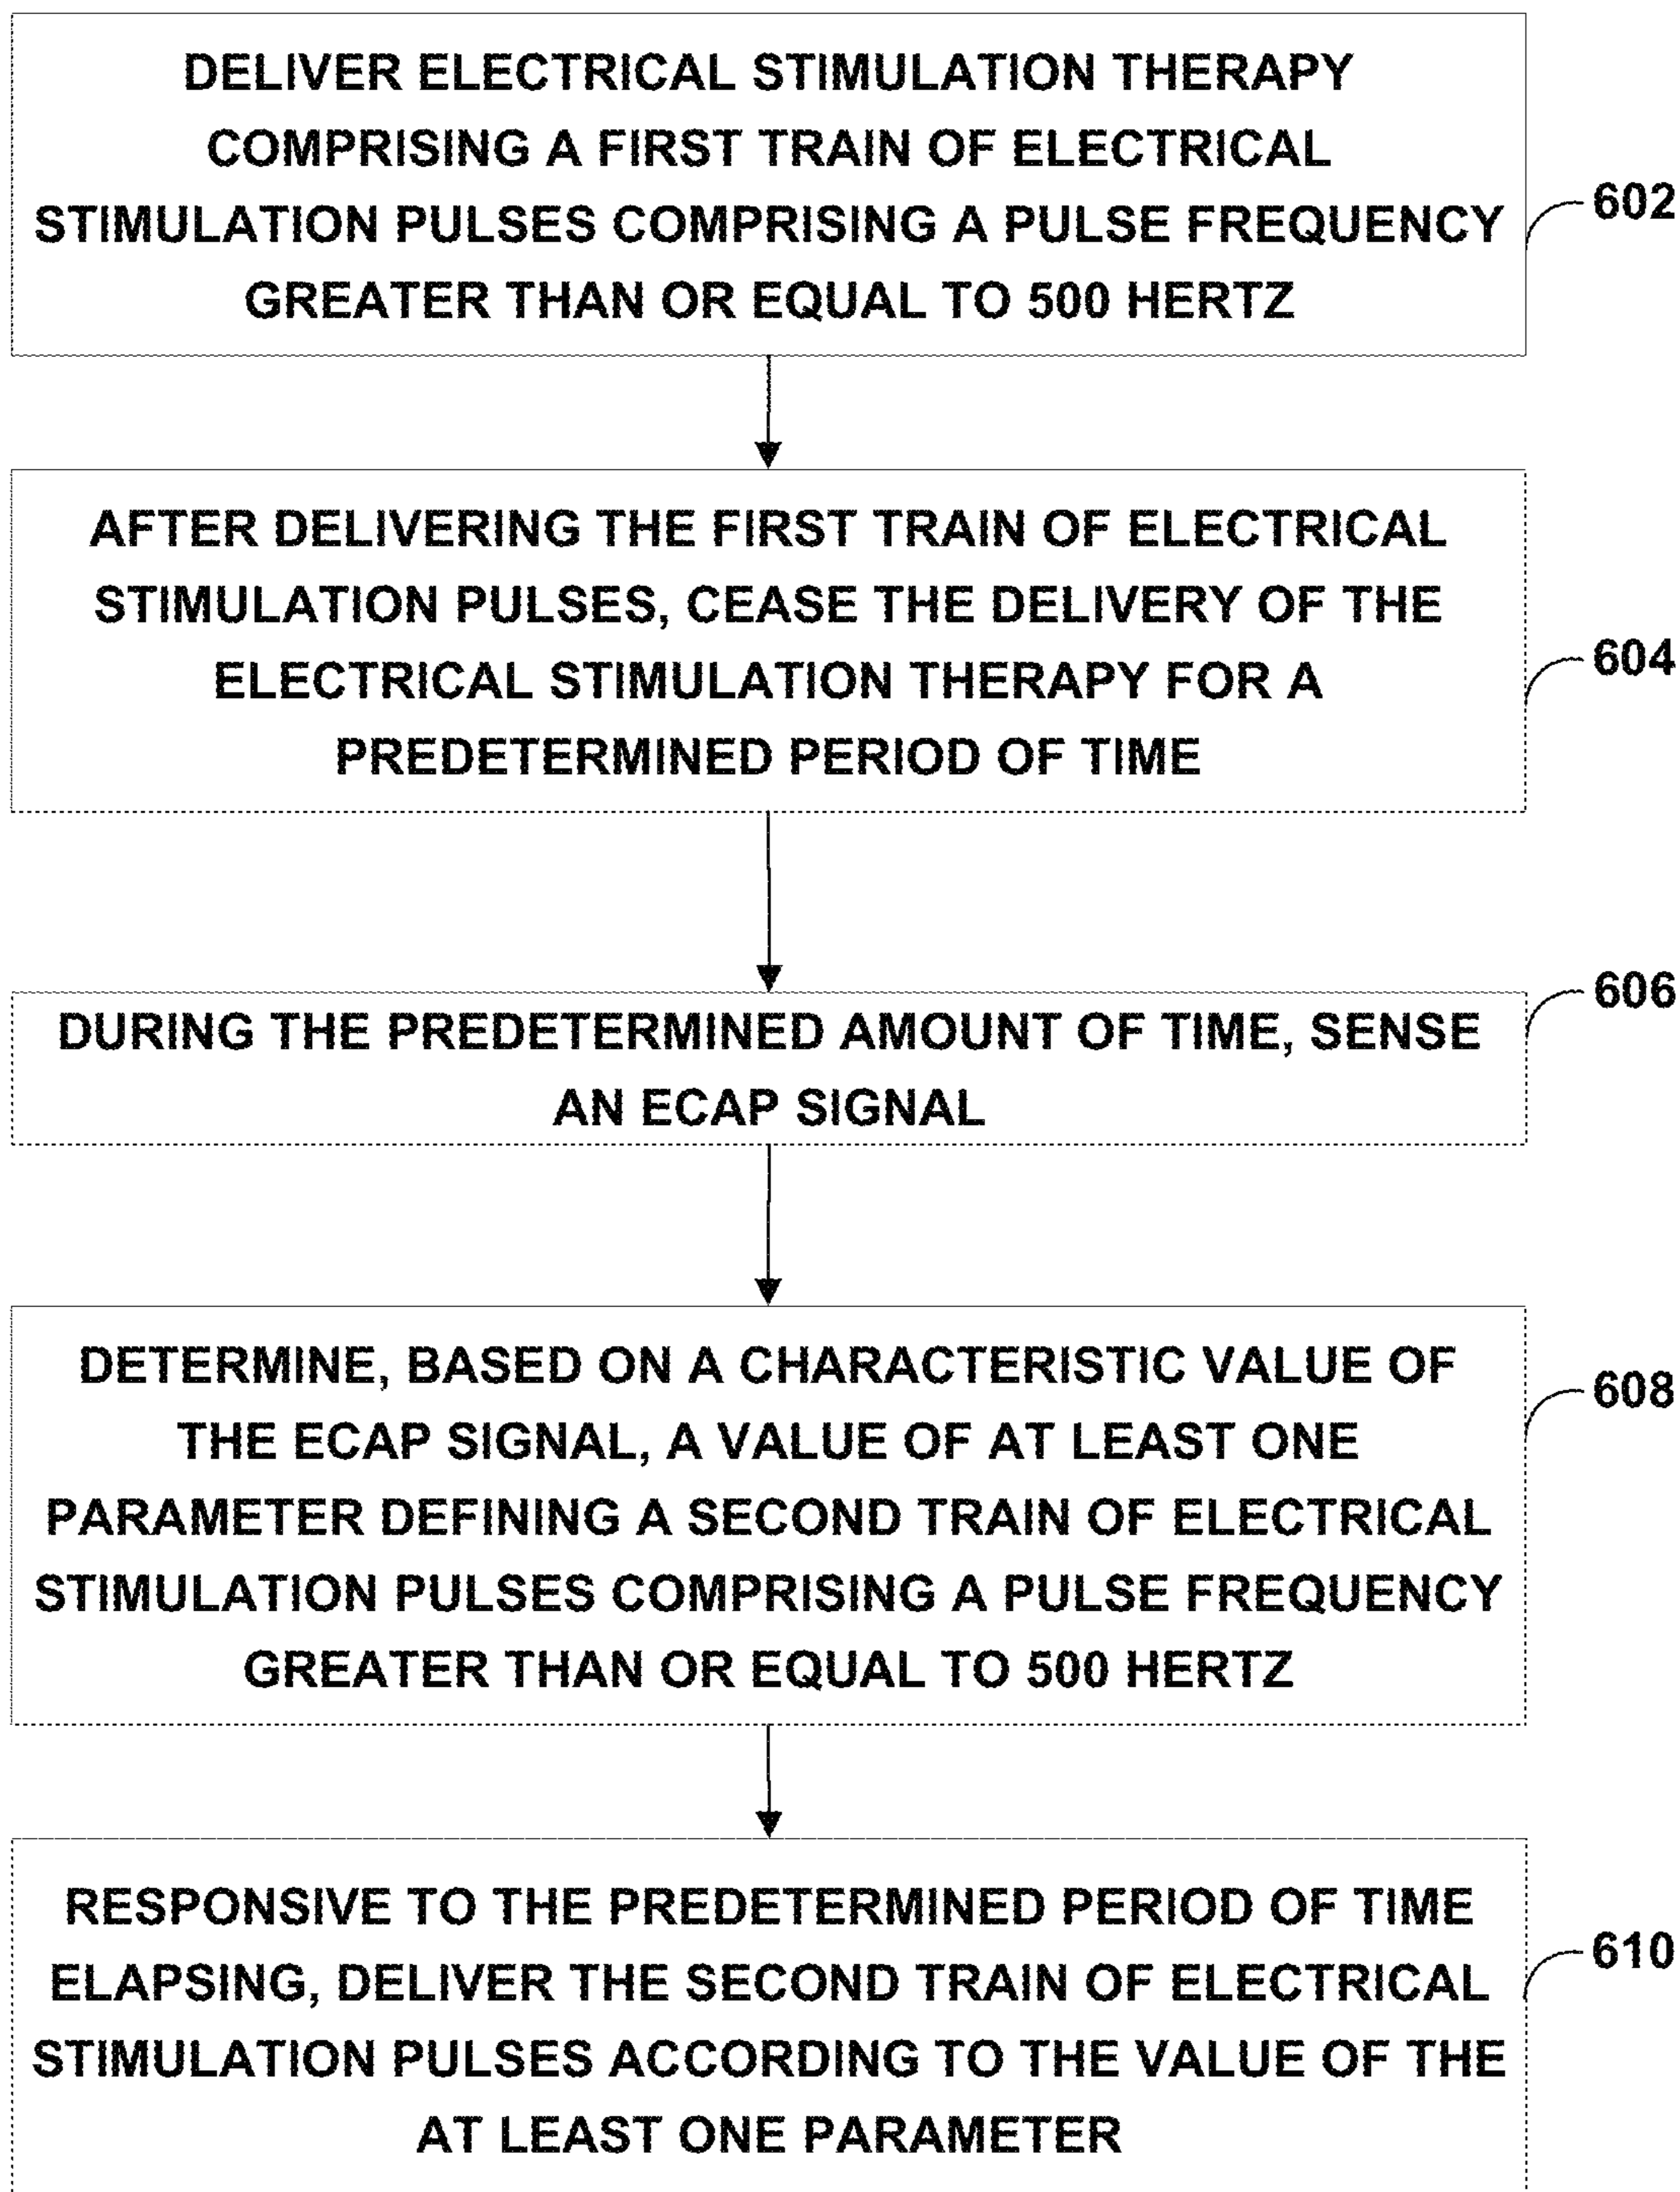 DELIVER ELECTRICAL STIMULATION THERAPY
COMPRISING A FIRST TRAIN OF ELECTRICAL
STIMULATION PULSES COMPRISING A PULSE FREQUENCY
GREATER THAN OR EQUAL TO 500 HERTZ
602
AFTER DELIVERING THE FIRST TRAIN OF ELECTRICAL
STIMULATION PULSES, CEASE THE DELIVERY OF THE
ELECTRICAL STIMULATION THERAPY FOR A
PREDETERMINED PERIOD OF TIME
604
606
DURING THE PREDETERMINED AMOUNT OF TIME, SENSE
AN ECAP SIGNAL
DETERMINE, BASED ON A CHARACTERISTIC VALUE OF
THE ECAP SIGNAL, A VALUE OF AT LEAST ONE
PARAMETER DEFINING A SECOND TRAIN OF ELECTRICAL
STIMULATION PULSES COMPRISING A PULSE FREQUENCY
GREATER THAN OR EQUAL TO 500 HERTZ
608
RESPONSIVE TO THE PREDETERMINED PERIOD OF TIME
ELAPSING, DELIVER THE SECOND TRAIN OF ELECTRICAL
STIMULATION PULSES ACCORDING TO THE VALUE OF THE
AT LEAST ONE PARAMETER
610